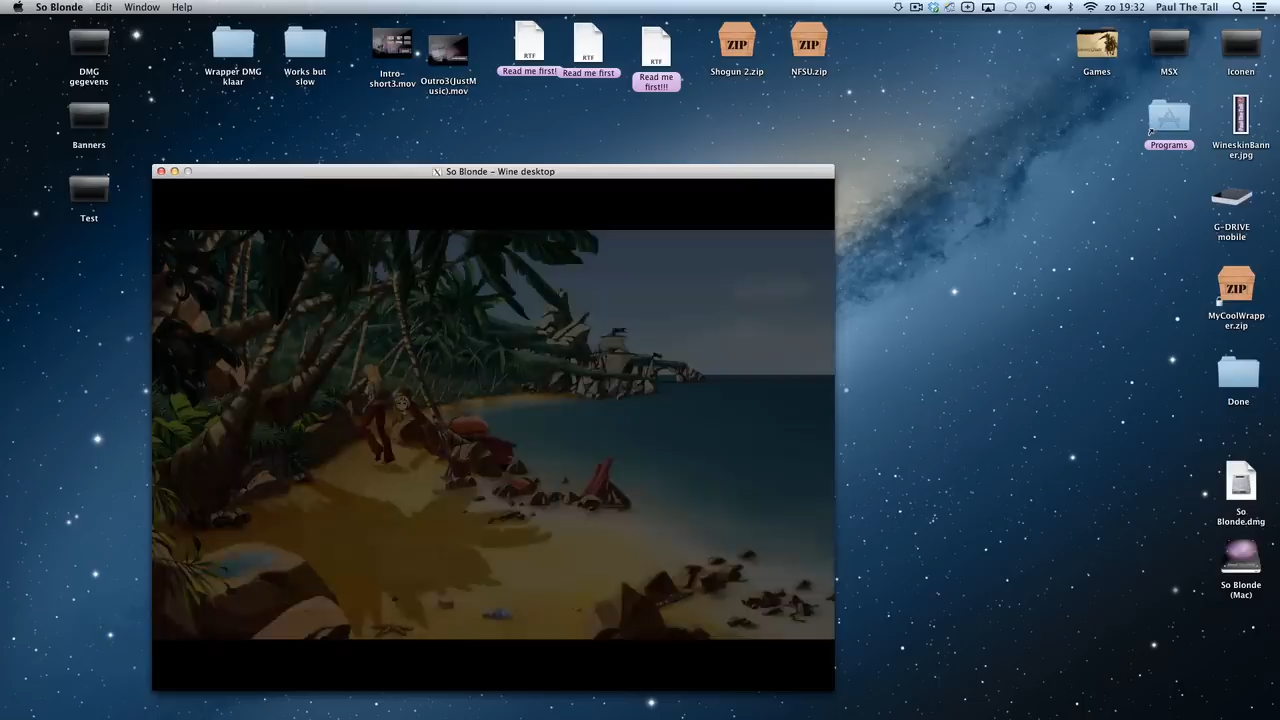 So Blonde Edit Window Help
zo 19:32 Paul The Tall
DMG
gegevens
Wrapper DMG
klaar
Works but
slow
Intro-
short3.mov
Outro3(JustM
usic).mov
RTF
Read me first!
RTF
Read me first
RTF
Read me
first!!!
ZIP
Shogun 2.zip
ZIP
NFSU.zip
Games
MSX
Iconen
Banners
Programs
WineskinBann
er.jpg
Test
So Blonde - Wine desktop
G-DRIVE
mobile
ZIP
MyCoolWrapp
er.zip
Done
So
Blonde.dmg
So Blonde
(Mac)